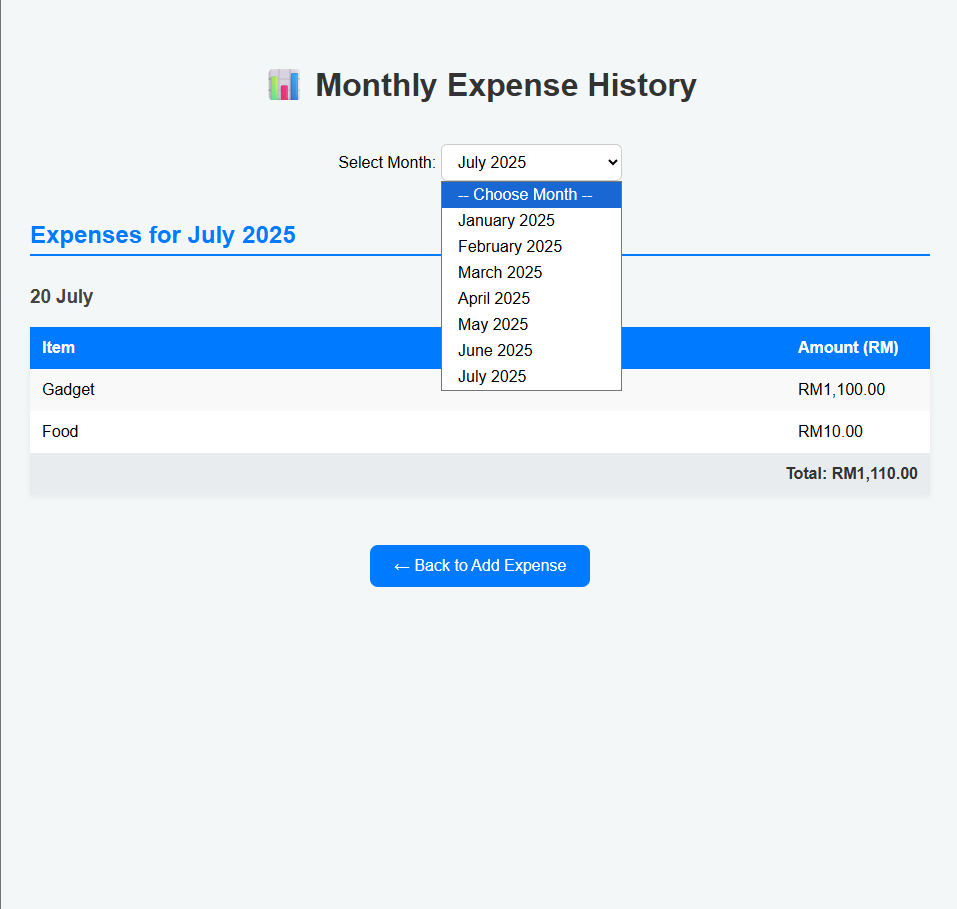 Monthly Expense History
Select Month: July 2025
-- Choose Month --
January 2025
February 2025
March 2025
April 2025
May 2025
June 2025
July 2025
Expenses for July 2025
20 July
Item Amount (RM)
Gadget RM1,100.00
Food RM10.00
Total: RM1,110.00
← Back to Add Expense